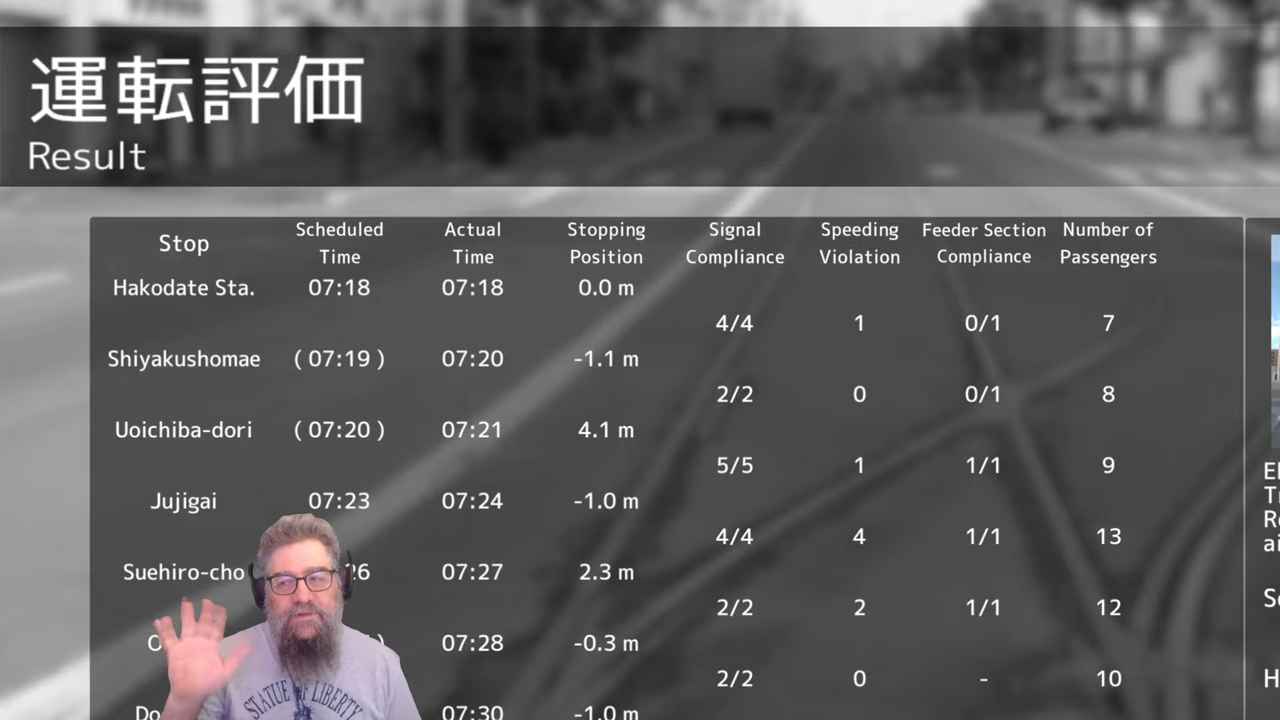 運転評価
Result
Stop Scheduled Time Actual Time Stopping Position Signal Compliance Speeding Violation Feeder Section Compliance Number of Passengers
Hakodate Sta. 07:18 07:18 0.0 m
4/4 1 0/1 7
Shiyakushomae ( 07:19 ) 07:20 -1.1 m
2/2 0 0/1 8
Uoichiba-dori ( 07:20 ) 07:21 4.1 m
5/5 1 1/1 9
Jujigai 07:23 07:24 -1.0 m
4/4 4 1/1 13
Suehiro-cho 07:27 2.3 m
2/2 2 1/1 12
07:28 -0.3 m
2/2 0 - 10
07:30 -1.0 m
STATUE OF LIBERTY